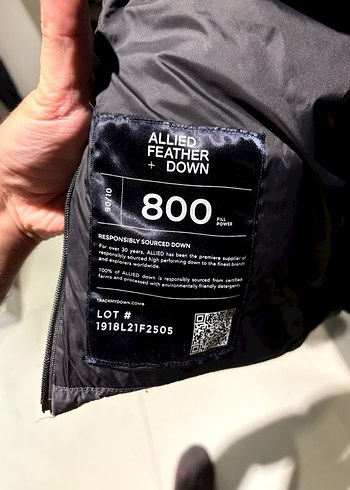 ALLIED
FEATHER
+ DOWN
90/10
800 FILL
POWER
RESPONSIBLY SOURCED DOWN
For over 30 years, ALLIED has been the premiere supplier of
responsibly sourced high performing down to the finest brands
and explorers worldwide.
100% of ALLIED down is responsibly sourced from certified
farms and processed with environmentally friendly detergents.
TRACKMYDOWN.COM®
LOT #
1918L21F2505